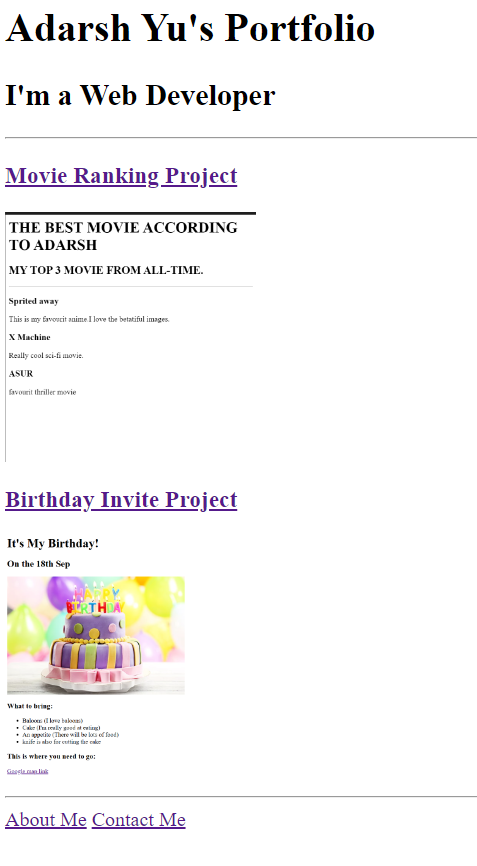 Adarsh Yu's Portfolio
I'm a Web Developer
Movie Ranking Project
THE BEST MOVIE ACCORDING
TO ADARSH
MY TOP 3 MOVIE FROM ALL-TIME.
Sprited away
This is my favourit anime.I love the betatiful images.
X Machine
Really cool sci-fi movie.
ASUR
favourit thriller movie
Birthday Invite Project
It's My Birthday!
On the 18th Sep
HAPPY
BIRTHDAY
What to bring:
Baloons (I love baloons)
Cake (I'm really good at eating)
An appetite (There will be lots of food)
knife is also for cutting the cake
This is where you need to go:
Google map link
About Me Contact Me